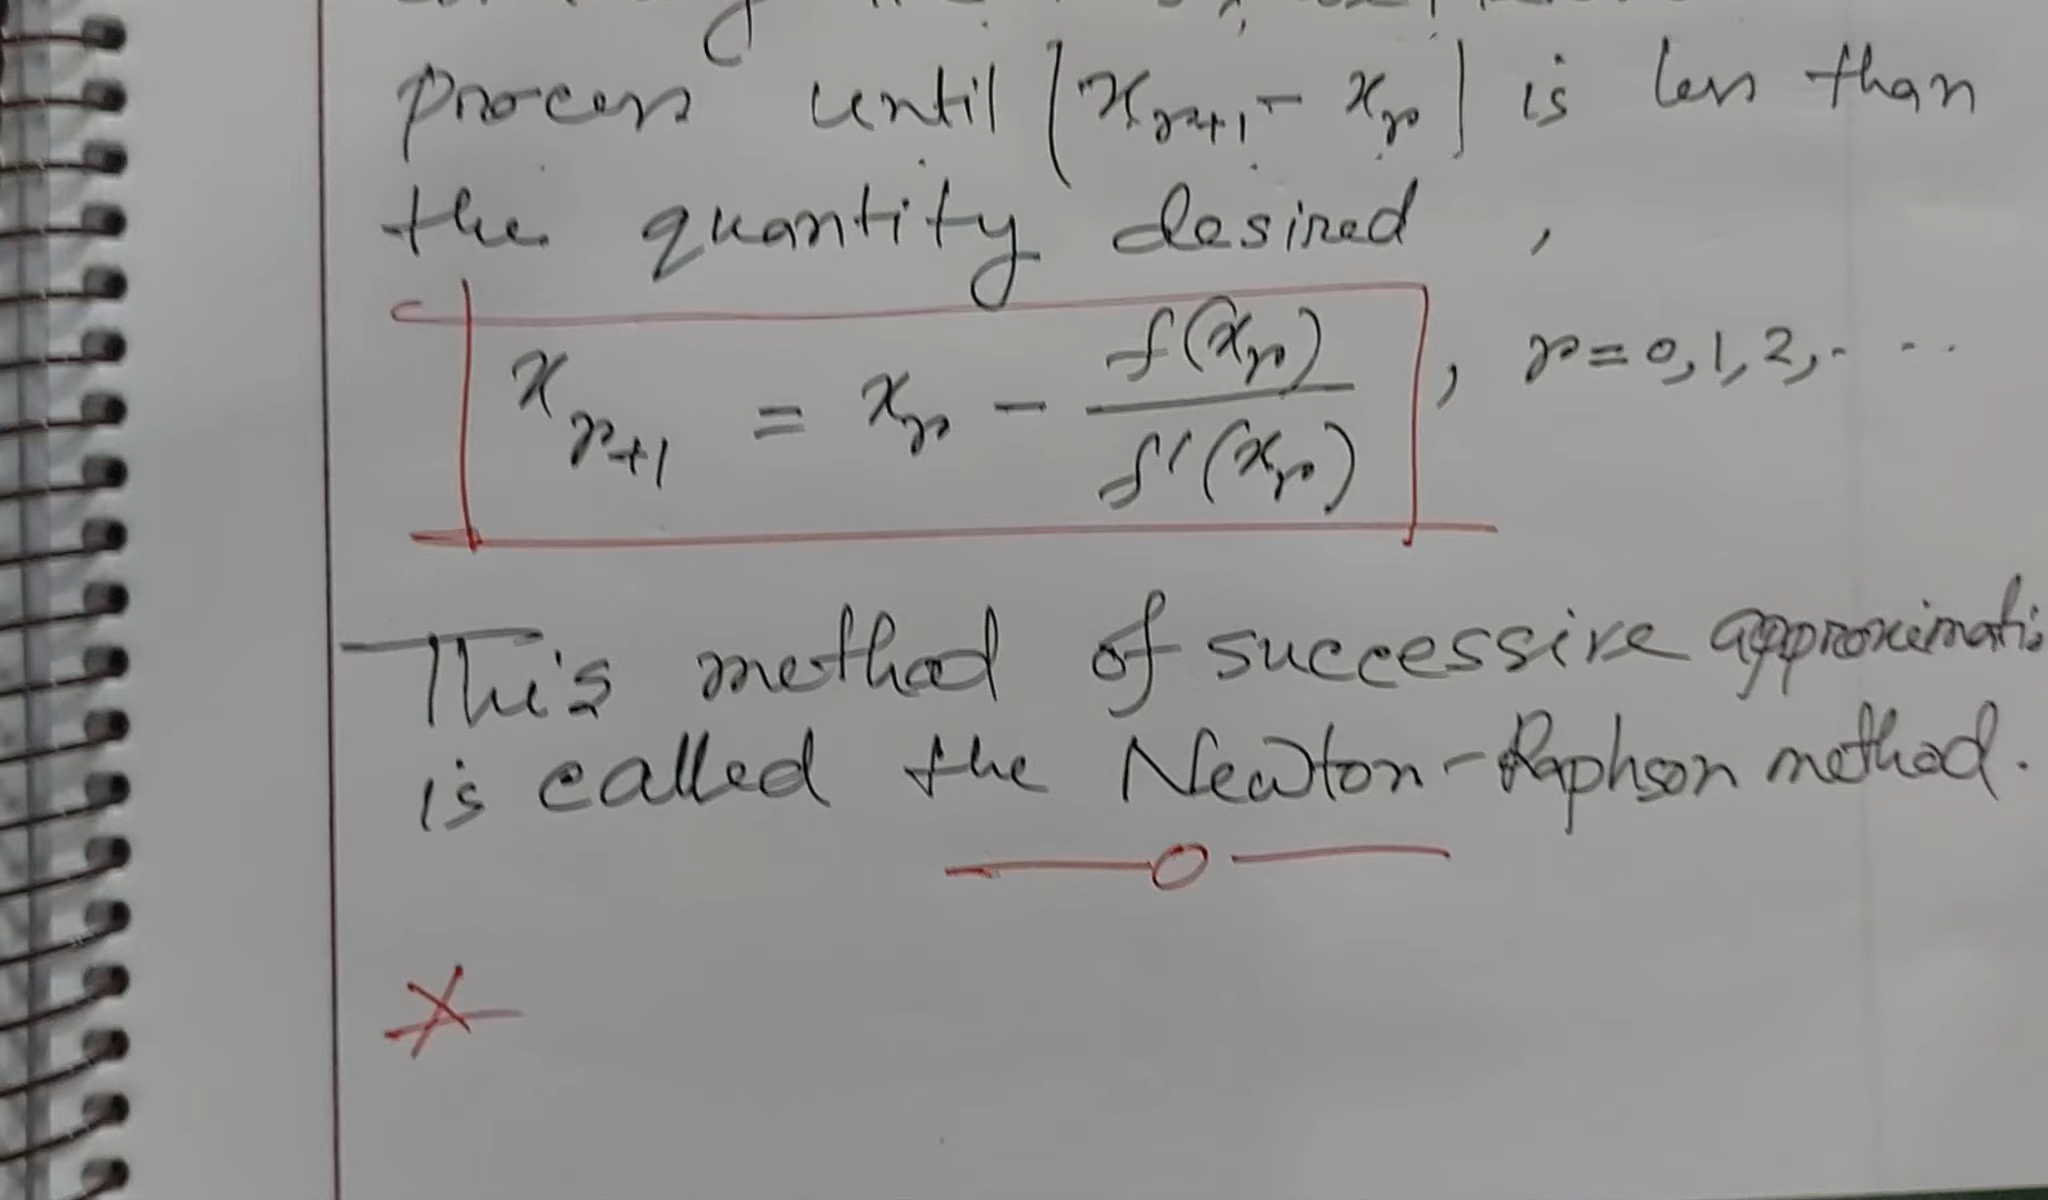 process until |x_{r+1} - x_r| is less than
the quantity desired,
x_{r+1} = x_r - f(x_r)/f'(x_r), r = 0, 1, 2, ....
This method of successive approximati
is called the Newton-Raphson method.